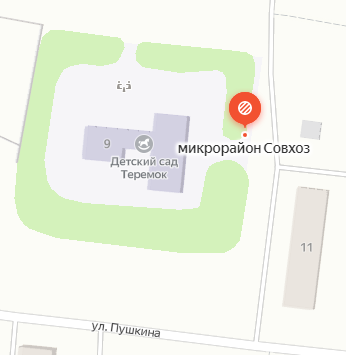 9
Детский сад
Теремок
микрорайон Совхоз
11
ул. Пушкина